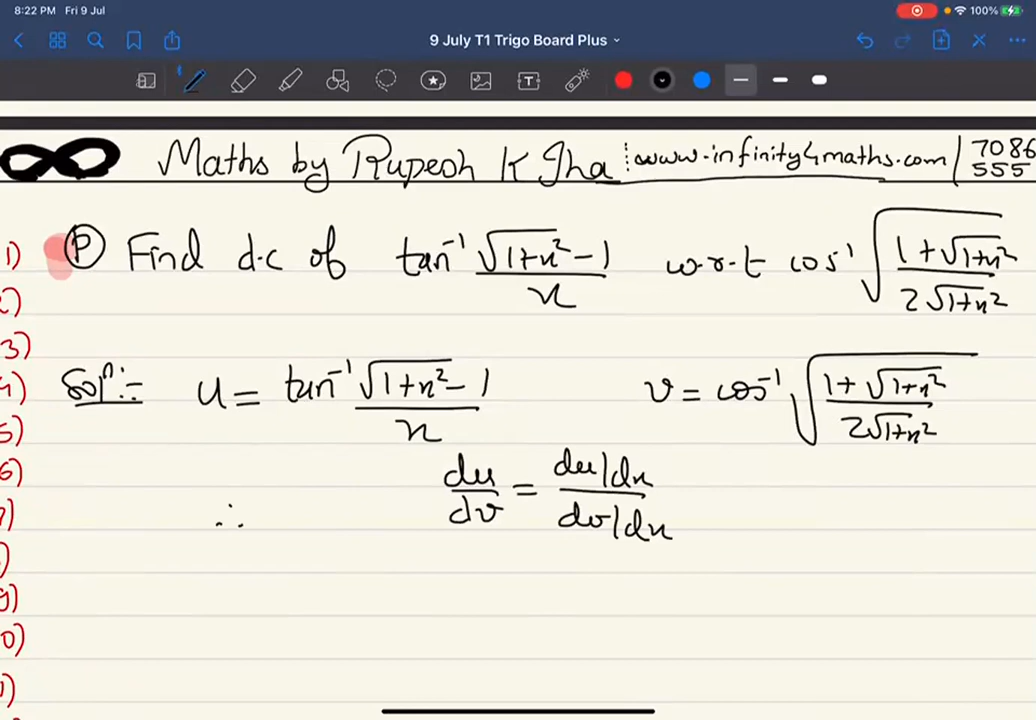 8:22 PM Fri 9 Jul 100%
9 July T1 Trigo Board Plus
Maths by Rupesh K Jha www.infinity4maths.com / 7086
555
1) (P) Find d.c of tan⁻¹ (√(1+x²) - 1)/x w.r.t cos⁻¹ √((1 + √(1+x²))/(2√(1+x²)))
2)
3)
4) Solⁿ:- u = tan⁻¹ (√(1+x²) - 1)/x v = cos⁻¹ √((1 + √(1+x²))/(2√(1+x²)))
5)
6)
∴ du/dv = (du/dx)/(dv/dx)